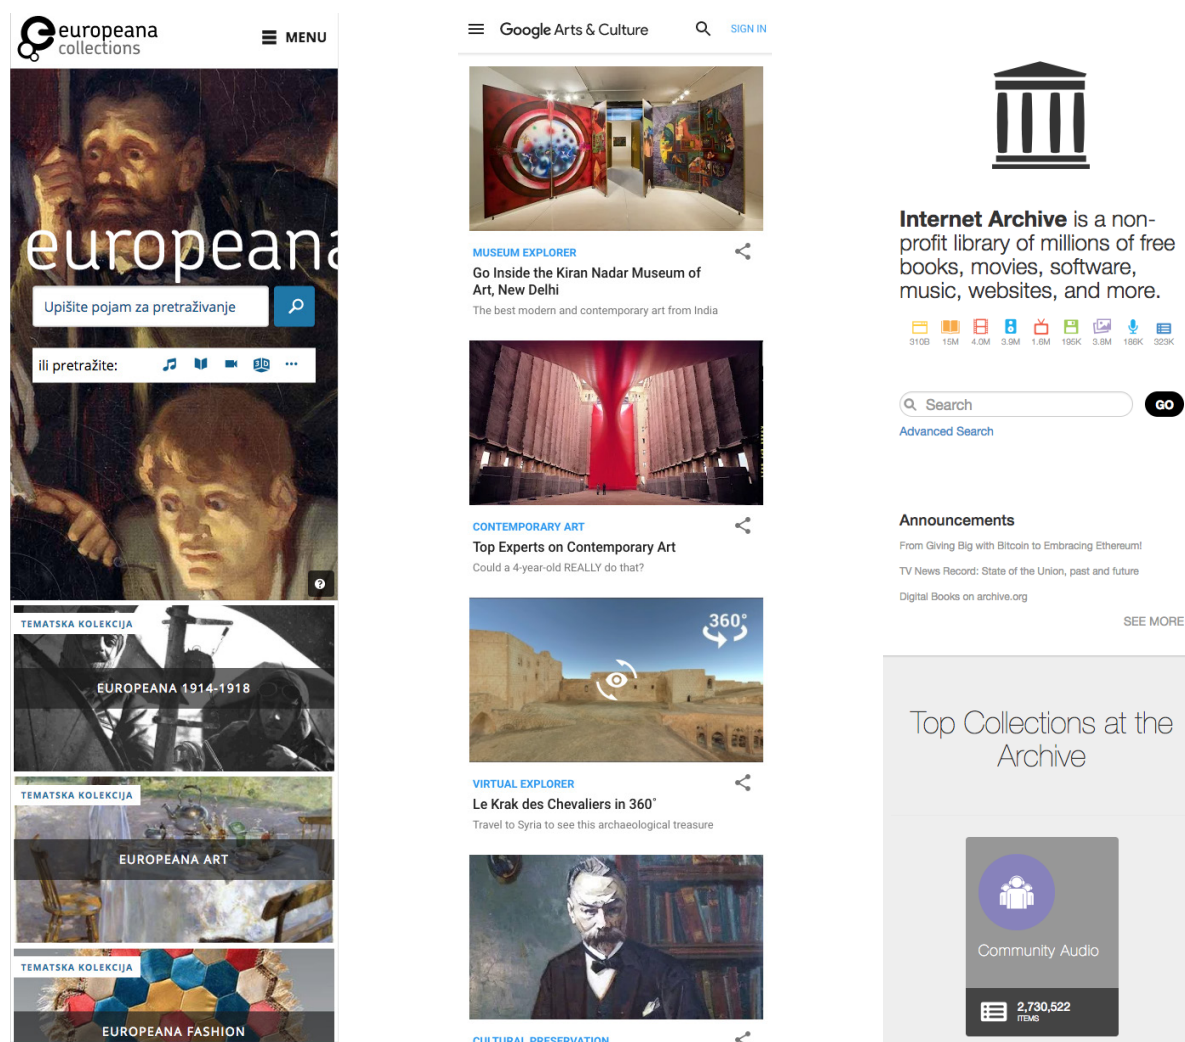 europeana
collections
MENU
europeana
Upišite pojam za pretraživanje
ili pretražite:
3D
?
TEMATSKA KOLEKCIJA
EUROPEANA 1914-1918
TEMATSKA KOLEKCIJA
EUROPEANA ART
TEMATSKA KOLEKCIJA
EUROPEANA FASHION
Google Arts & Culture
SIGN IN
MUSEUM EXPLORER
Go Inside the Kiran Nadar Museum of
Art, New Delhi
The best modern and contemporary art from India
CONTEMPORARY ART
Top Experts on Contemporary Art
Could a 4-year-old REALLY do that?
360°
VIRTUAL EXPLORER
Le Krak des Chevaliers in 360°
Travel to Syria to see this archaeological treasure
CULTURAL PRESERVATION
Internet Archive is a non-
profit library of millions of free
books, movies, software,
music, websites, and more.
310B 15M 4.0M 3.9M 1.6M 195K 3.8M 186K 323K
Search
GO
Advanced Search
Announcements
From Giving Big with Bitcoin to Embracing Ethereum!
TV News Record: State of the Union, past and future
Digital Books on archive.org
SEE MORE
Top Collections at the
Archive
Community Audio
2,730,522
ITEMS